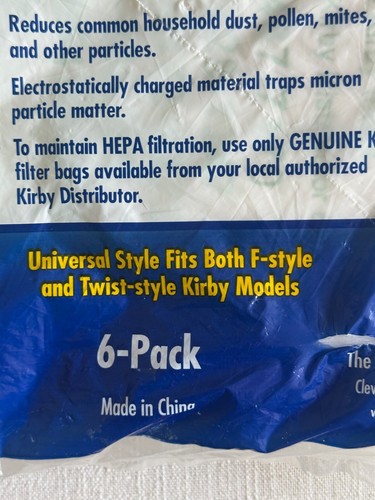 Reduces common household dust, pollen, mites,
and other particles.
Electrostatically charged material traps micron
particle matter.
To maintain HEPA filtration, use only GENUINE K
filter bags available from your local authorized
Kirby Distributor.
Universal Style Fits Both F-style
and Twist-style Kirby Models
6-Pack
The
Made in China
Clev